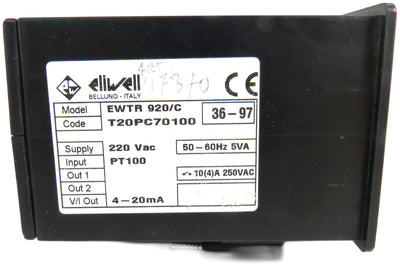 eliwell
BELLUNO - ITALY
CE
Model EWTR 920/C
Code T20PC70100
36-97
Supply 220 Vac 50-60Hz 5VA
Input PT100
Out 1 10(4)A 250VAC
Out 2
V/I Out 4-20mA